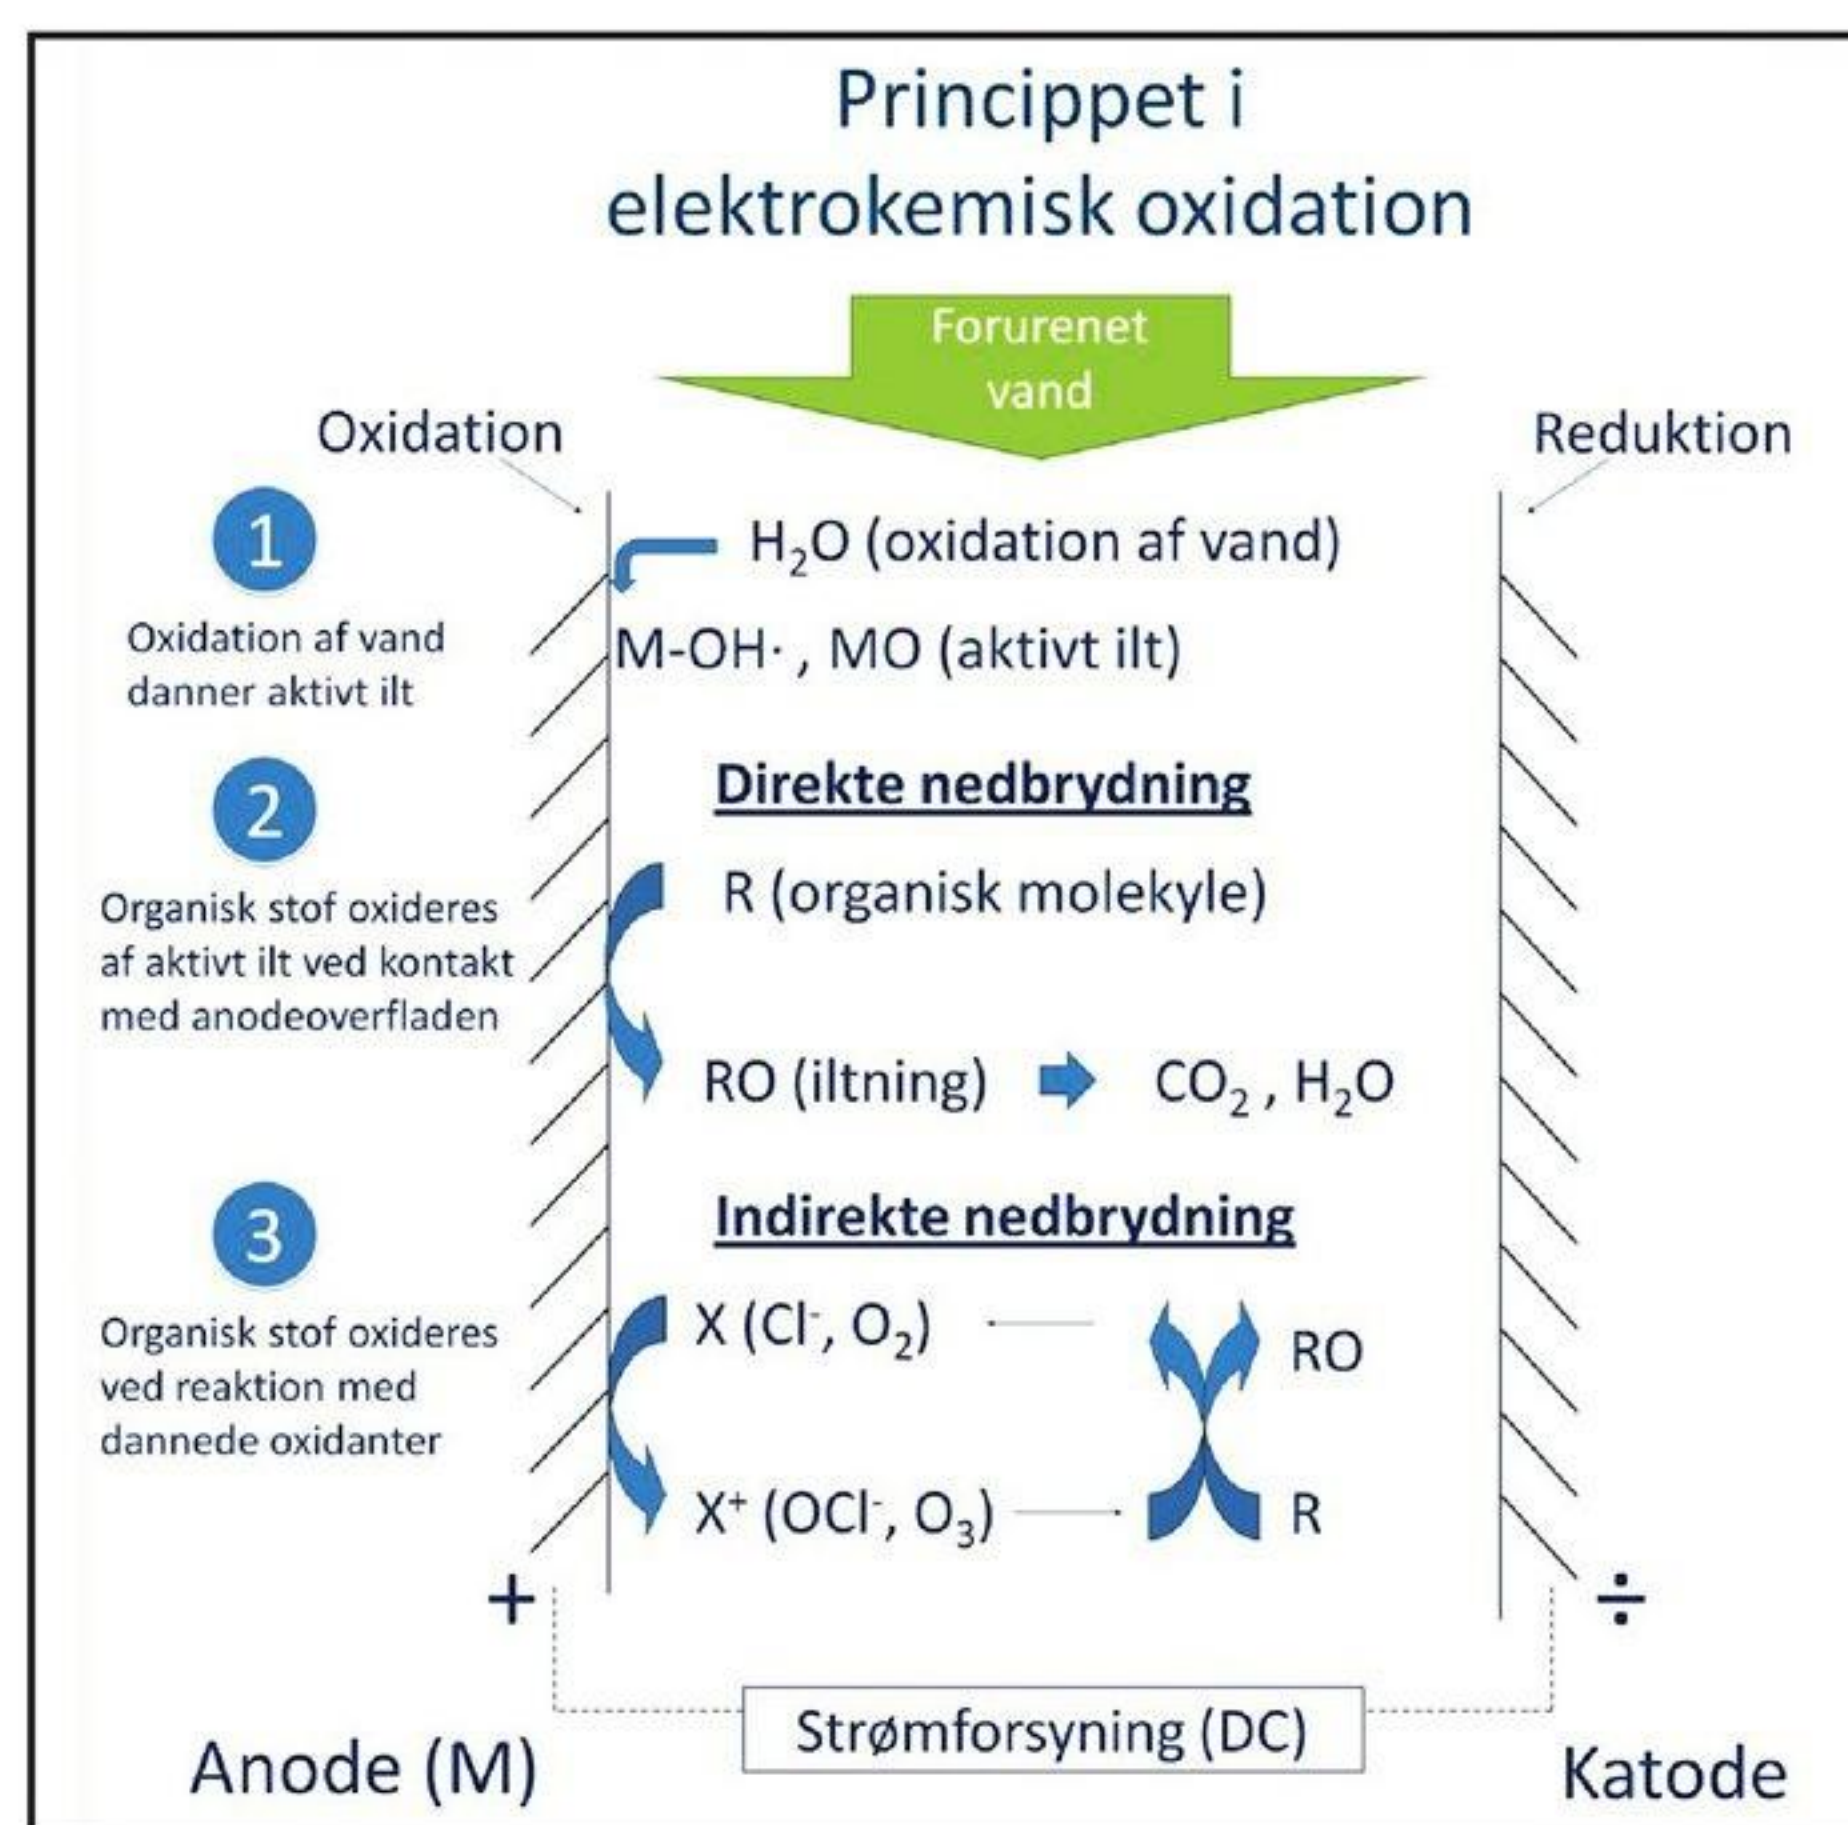 Princippet i
elektrokemisk oxidation
Forurenet
vand
Oxidation
Reduktion
1
H₂O (oxidation af vand)
Oxidation af vand
danner aktivt ilt
M-OH· , MO (aktivt ilt)
Direkte nedbrydning
2
R (organisk molekyle)
Organisk stof oxideres
af aktivt ilt ved kontakt
med anodeoverfladen
RO (iltning)
CO₂ , H₂O
Indirekte nedbrydning
3
X (Cl⁻, O₂)
RO
Organisk stof oxideres
ved reaktion med
dannede oxidanter
X⁺ (OCl⁻, O₃)
R
+
÷
Strømforsyning (DC)
Anode (M)
Katode